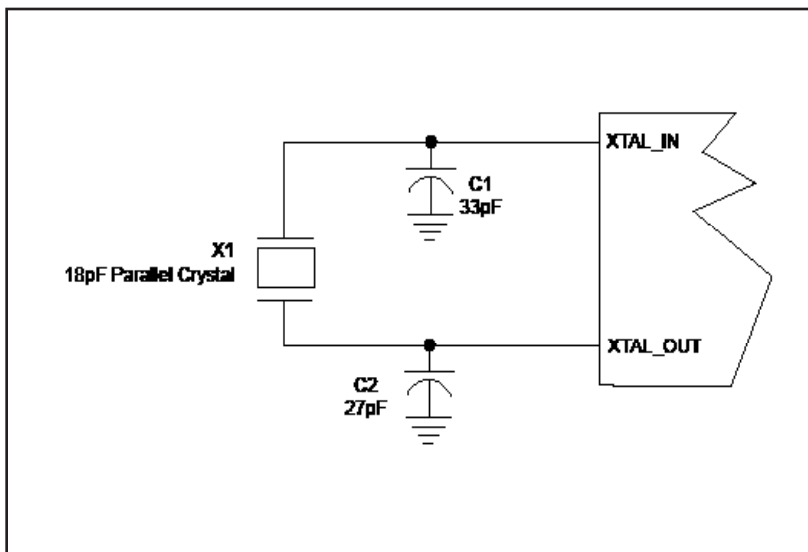 XTAL_IN
C1
33pF
X1
18pF Parallel Crystal
XTAL_OUT
C2
27pF